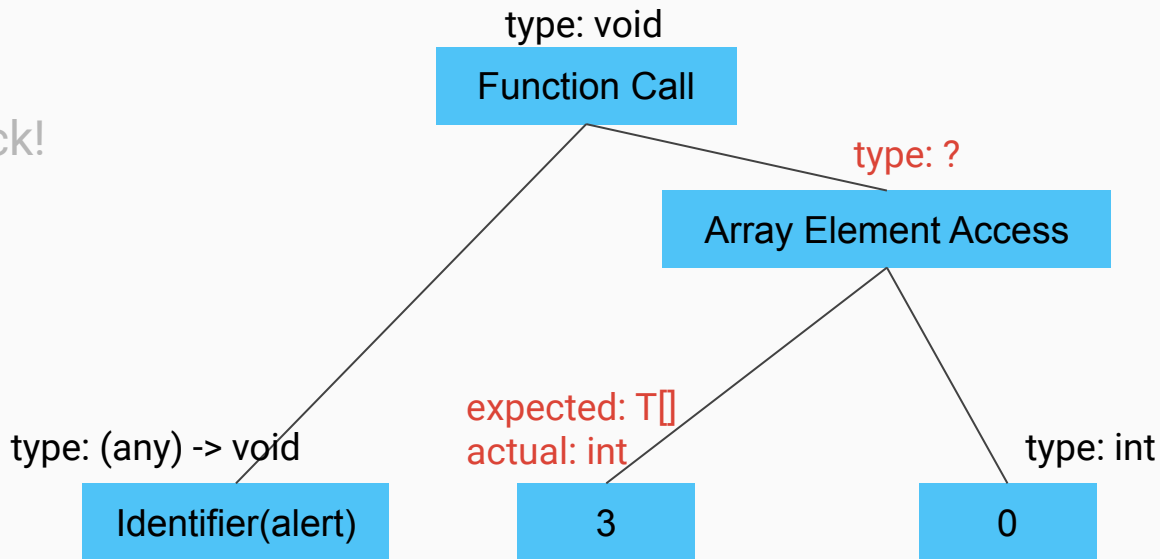 type: void
Function Call
ck!
type: ?
Array Element Access
expected: T[]
actual: int
type: (any) -> void
type: int
Identifier(alert)
3
0